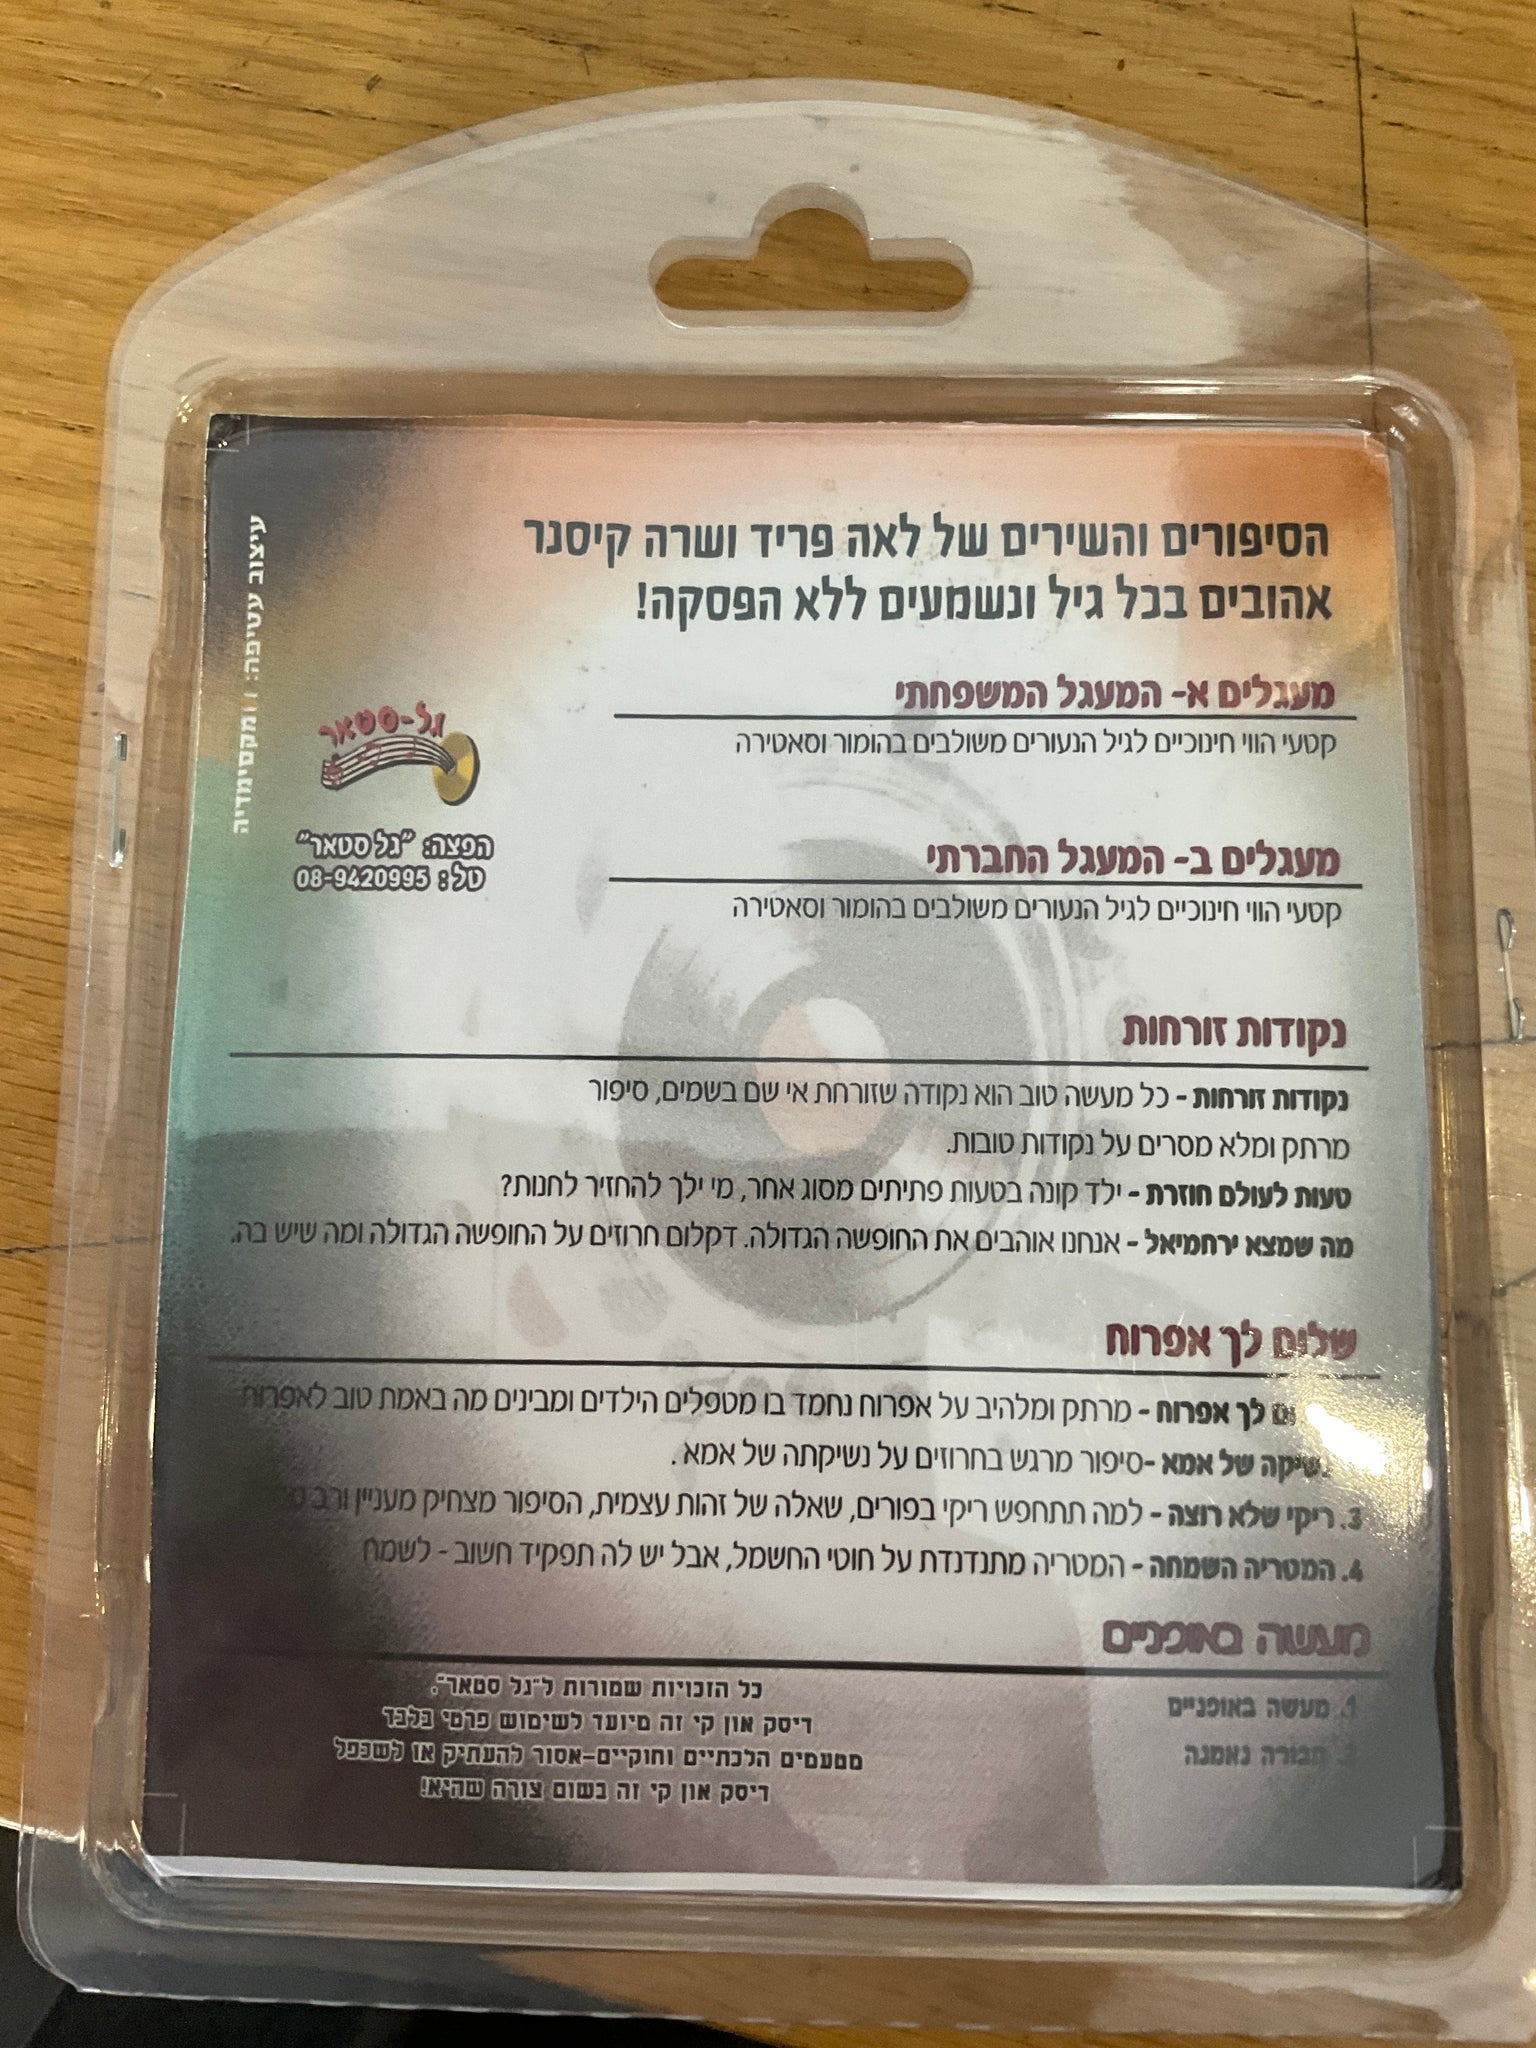 הסיפורים והשירים של לאה פריד ושרה קיסנר
אהובים בכל גיל ונשמעים ללא הפסקה!
מעגלים א- המעגל המשפחתי
קטעי הווי חינוכיים לגיל הנעורים משולבים בהומור וסאטירה
מעגלים ב- המעגל החברתי
קטעי הווי חינוכיים לגיל הנעורים משולבים בהומור וסאטירה
גל-סטאר
הפצה: "גל סטאר"
טל: 08-9420995
עיצוב עטיפה:
נקודות זורחות
נקודות זורחות - כל מעשה טוב הוא נקודה שזורחת אי שם בשמים, סיפור
מרתק ומלא מסרים על נקודות טובות.
טעות לעולם חוזרת - ילד קונה בטעות פתיתים מסוג אחר, מי ילך להחזיר לחנות?
מה שמצא ירחמיאל - אנחנו אוהבים את החופשה הגדולה. דקלום חרוזים על החופשה הגדולה ומה שיש בה.
שלום לך אפרוח
לך אפרוח - מרתק ומלהיב על אפרוח נחמד בו מטפלים הילדים ומבינים מה באמת טוב לאפרוח
נשיקה של אמא -סיפור מרגש בחרוזים על נשיקתה של אמא .
3. ריקי שלא רוצה - למה תתחפש ריקי בפורים, שאלה של זהות עצמית, הסיפור מצחיק מעניין ורב
4. המטריה השמחה - המטריה מתנדנדת על חוטי החשמל, אבל יש לה תפקיד חשוב - לשמח
מעשה באופניים
1. מעשה באופניים
חבורה נאמנה
כל הזכויות שמורות ל"גל סטאר".
דיסק און קי זה מיועד לשימוש פרטי בלבד
מטעמים הלכתיים וחוקיים-אסור להעתיק או לשכפל
דיסק און קי זה בשום צורה שהיא!